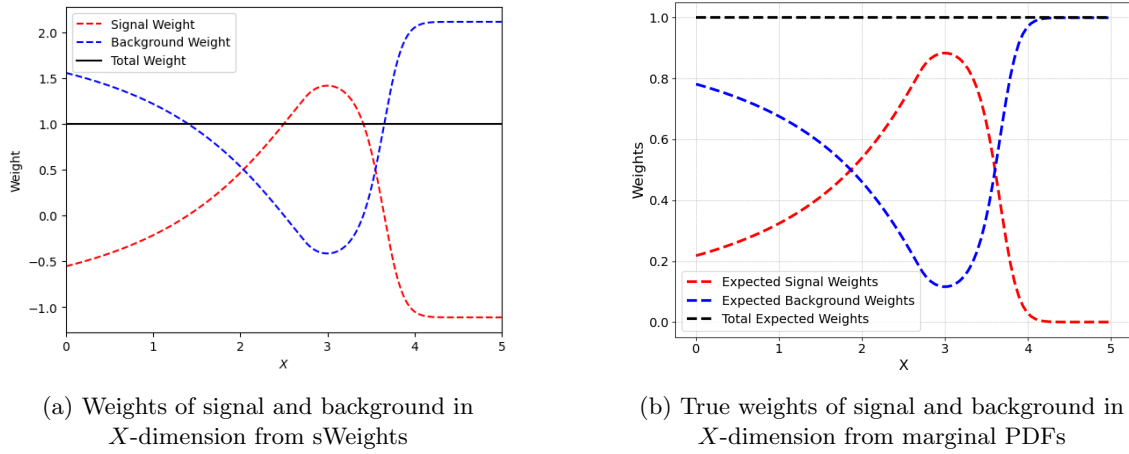 Signal Weight
Background Weight
Total Weight
2.0
1.5
1.0
0.5
0.0
−0.5
−1.0
Weight
0 1 2 3 4 5
X
(a) Weights of signal and background in
X-dimension from sWeights
1.0
0.8
0.6
0.4
0.2
0.0
Weights
Expected Signal Weights
Expected Background Weights
Total Expected Weights
0 1 2 3 4 5
X
(b) True weights of signal and background in
X-dimension from marginal PDFs